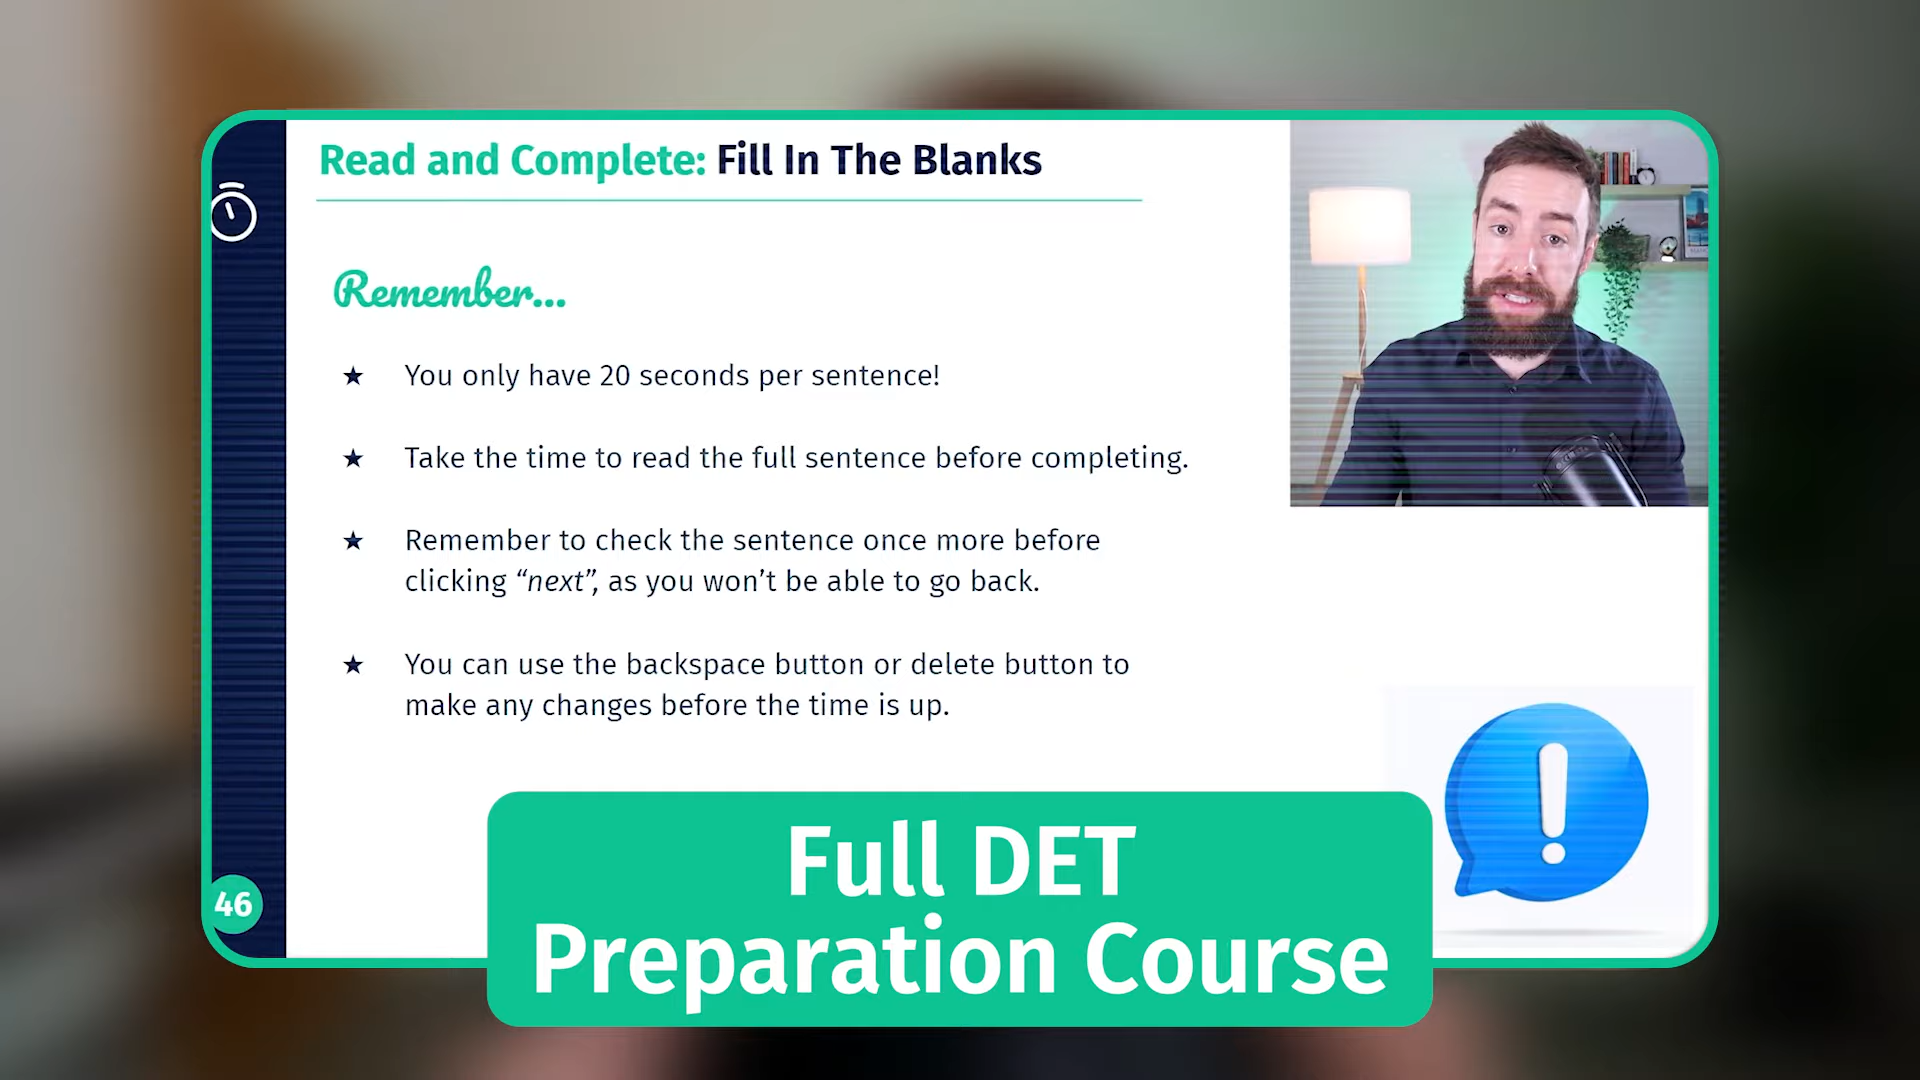 Read and Complete: Fill In The Blanks
Remember...
★ You only have 20 seconds per sentence!
★ Take the time to read the full sentence before completing.
★ Remember to check the sentence once more before
clicking “next”, as you won’t be able to go back.
★ You can use the backspace button or delete button to
make any changes before the time is up.
46
Full DET
Preparation Course